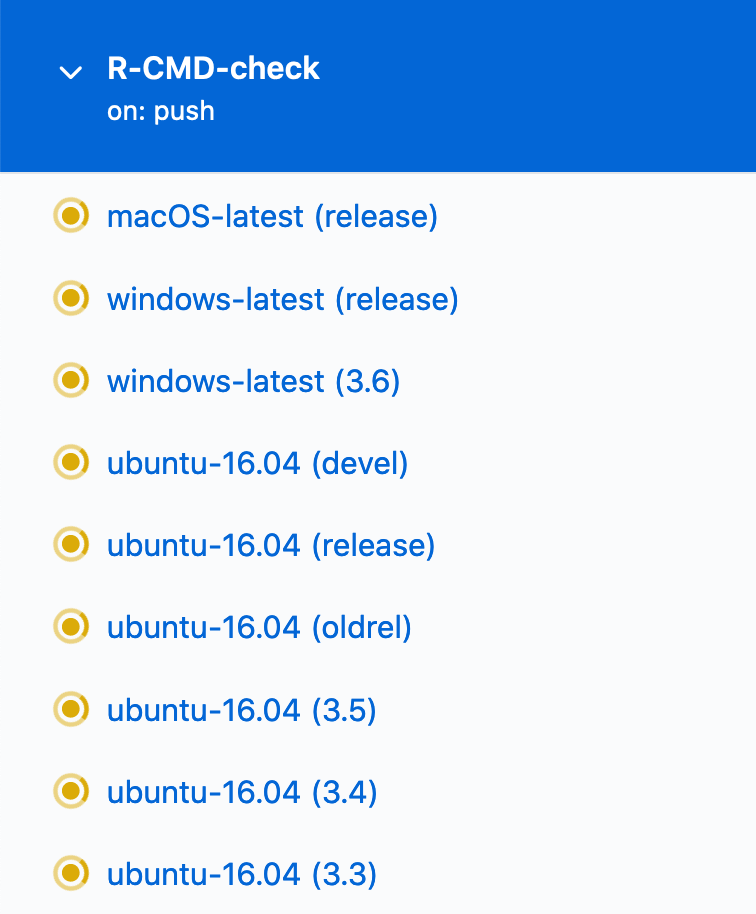 R-CMD-check
on: push
macOS-latest (release)
windows-latest (release)
windows-latest (3.6)
ubuntu-16.04 (devel)
ubuntu-16.04 (release)
ubuntu-16.04 (oldrel)
ubuntu-16.04 (3.5)
ubuntu-16.04 (3.4)
ubuntu-16.04 (3.3)